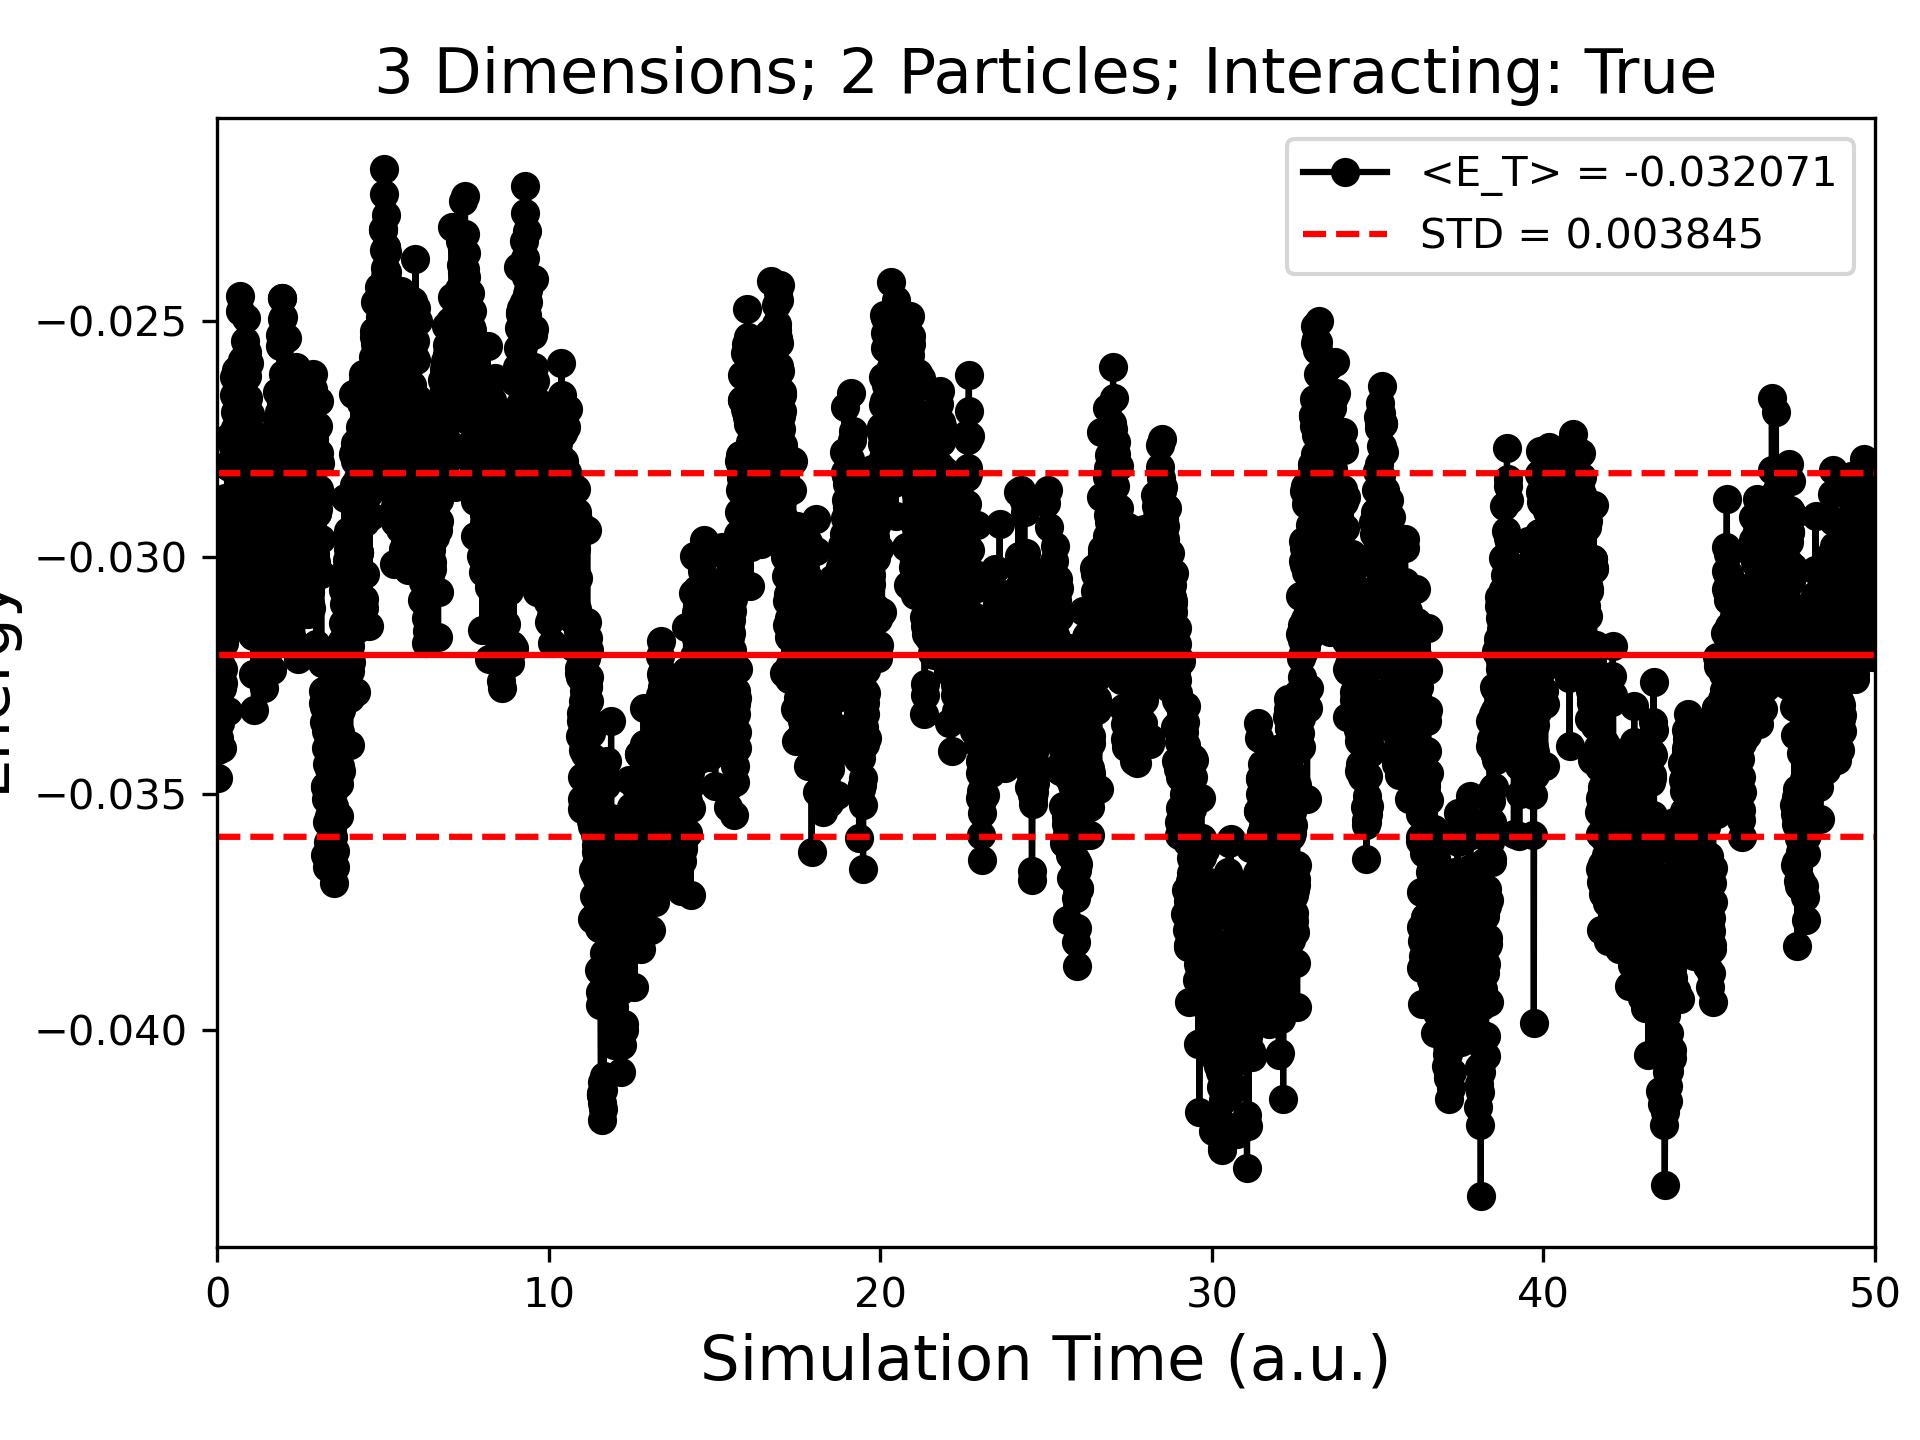 3 Dimensions; 2 Particles; Interacting: True
<E_T> = -0.032071
STD = 0.003845
Energy
−0.025
−0.030
−0.035
−0.040
0 10 20 30 40 50
Simulation Time (a.u.)